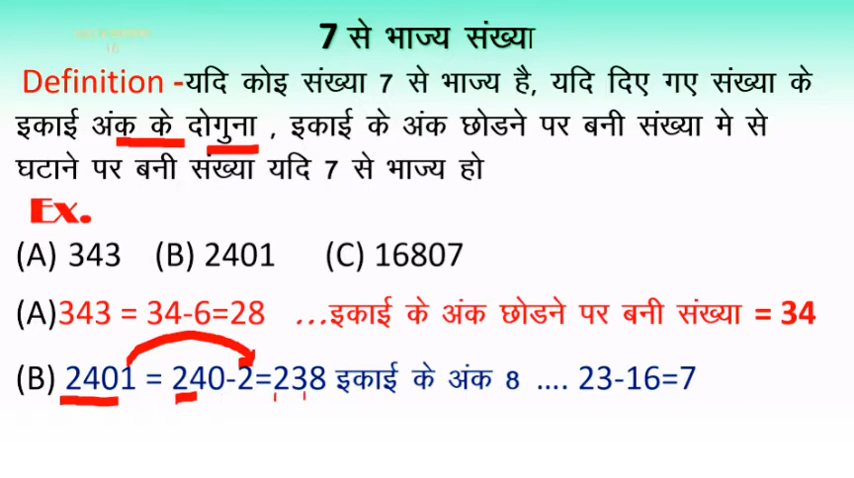 7 से भाज्य संख्या
Definition -यदि कोइ संख्या 7 से भाज्य है, यदि दिए गए संख्या के
इकाई अंक के दोगुना , इकाई के अंक छोडने पर बनी संख्या मे से
घटाने पर बनी संख्या यदि 7 से भाज्य हो
Ex.
(A) 343 (B) 2401 (C) 16807
(A)343 = 34-6=28 ...इकाई के अंक छोडने पर बनी संख्या = 34
(B) 2401 = 240-2=238 इकाई के अंक 8 .... 23-16=7